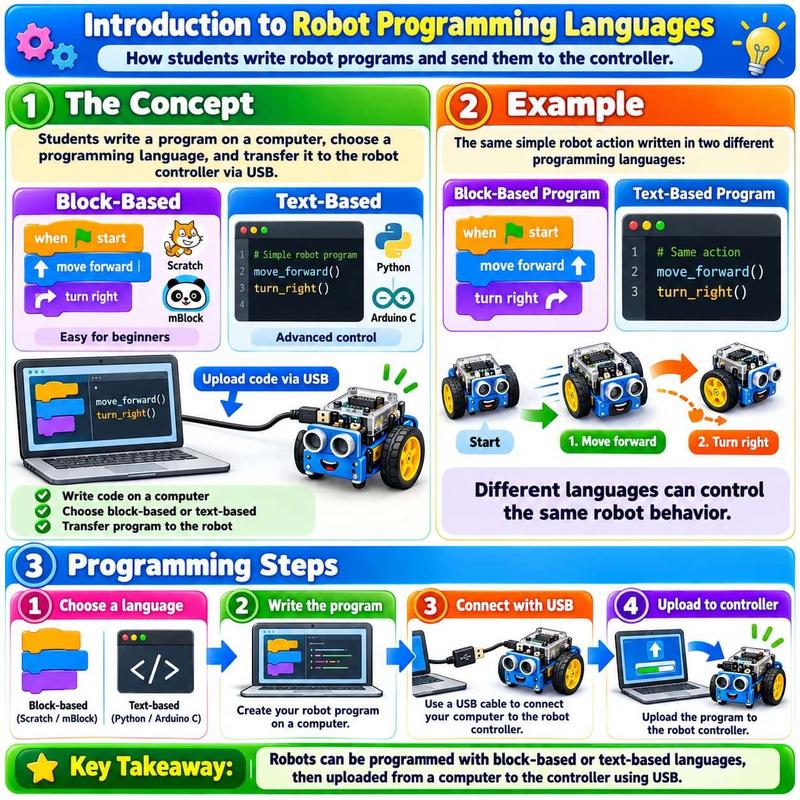 Introduction to Robot Programming Languages
How students write robot programs and send them to the controller.
1 The Concept
Students write a program on a computer, choose a
programming language, and transfer it to the robot
controller via USB.
Block-Based
when start
move forward
turn right
Scratch
mBlock
Easy for beginners
Text-Based
1 # Simple robot program
2 move_forward()
3 turn_right()
4
Python
Arduino C
Advanced control
move_forward()
turn_right()
Upload code via USB
Write code on a computer
Choose block-based or text-based
Transfer program to the robot
2 Example
The same simple robot action written in two different
programming languages:
Block-Based Program
when start
move forward
turn right
Text-Based Program
1 # Same action
2 move_forward()
3 turn_right()
Start
1. Move forward
2. Turn right
Different languages can control
the same robot behavior.
3 Programming Steps
1 Choose a language
</>
Block-based
(Scratch / mBlock)
Text-based
(Python / Arduino C)
2 Write the program
Create your robot program
on a computer.
3 Connect with USB
Use a USB cable to connect
your computer to the robot
controller.
4 Upload to controller
Upload the program to
the robot controller.
Key Takeaway:
Robots can be programmed with block-based or text-based languages,
then uploaded from a computer to the controller using USB.